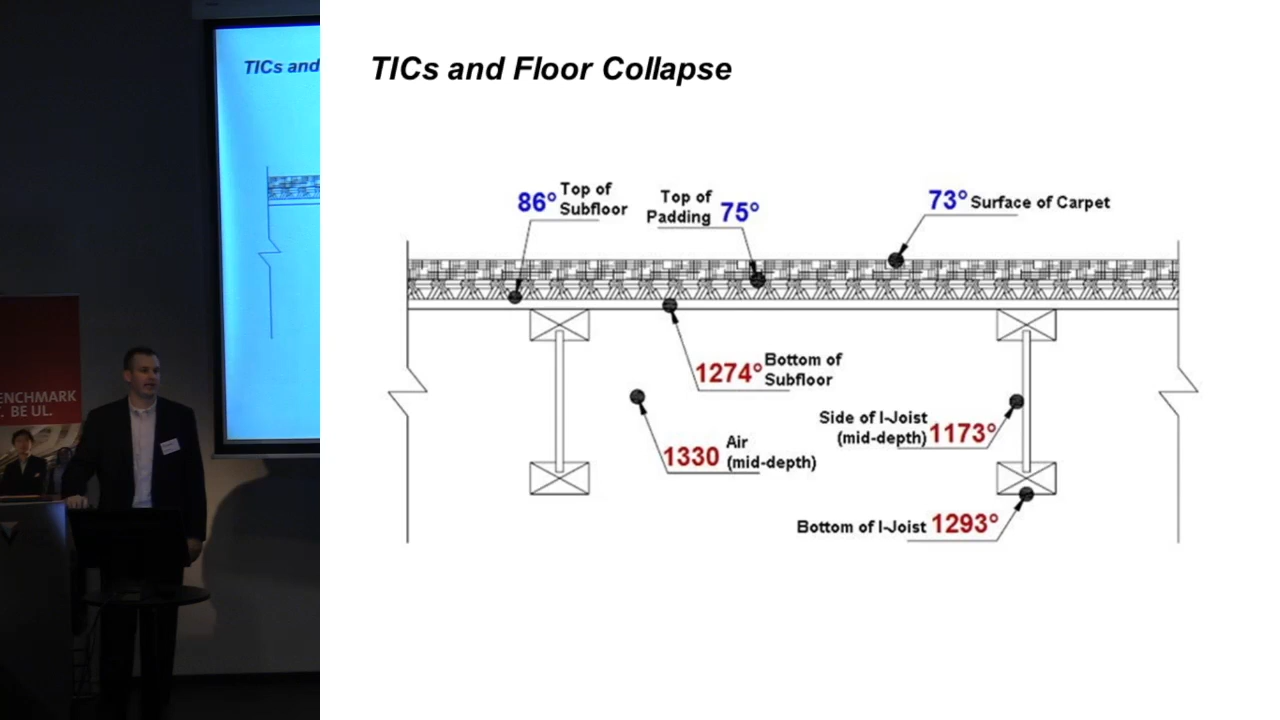 TICs and Floor Collapse
TICs and
86° Top of
Subfloor
Top of
Padding 75°
73° Surface of Carpet
1274° Bottom of
Subfloor
1330 Air
(mid-depth)
Side of I-Joist
(mid-depth) 1173°
Bottom of I-Joist 1293°
ENCHMARK
. BE UL.